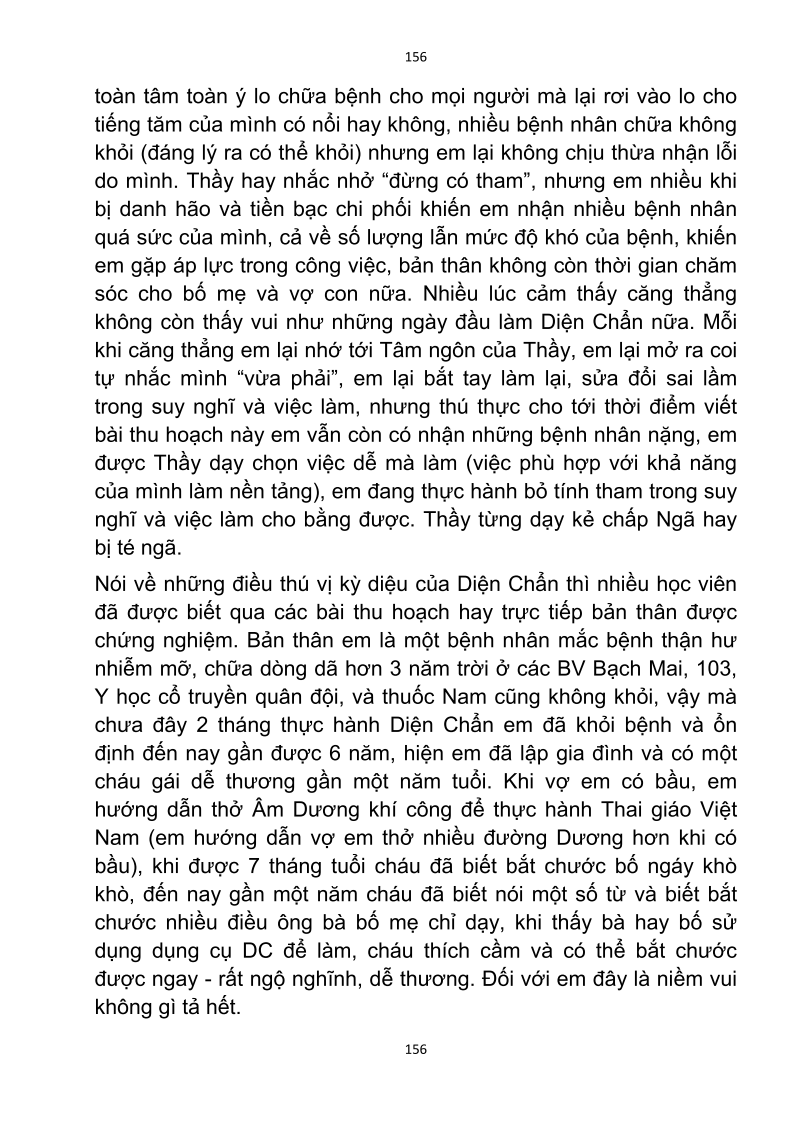 156
toàn tâm toàn ý lo chữa bệnh cho mọi người mà lại rơi vào lo cho
tiếng tăm của mình có nổi hay không, nhiều bệnh nhân chữa không
khỏi (đáng lý ra có thể khỏi) nhưng em lại không chịu thừa nhận lỗi
do mình. Thầy hay nhắc nhở “đừng có tham”, nhưng em nhiều khi
bị danh hão và tiền bạc chi phối khiến em nhận nhiều bệnh nhân
quá sức của mình, cả về số lượng lẫn mức độ khó của bệnh, khiến
em gặp áp lực trong công việc, bản thân không còn thời gian chăm
sóc cho bố mẹ và vợ con nữa. Nhiều lúc cảm thấy căng thẳng
không còn thấy vui như những ngày đầu làm Diện Chẩn nữa. Mỗi
khi căng thẳng em lại nhớ tới Tâm ngôn của Thầy, em lại mở ra coi
tự nhắc mình “vừa phải”, em lại bắt tay làm lại, sửa đổi sai lầm
trong suy nghĩ và việc làm, nhưng thú thực cho tới thời điểm viết
bài thu hoạch này em vẫn còn có nhận những bệnh nhân nặng, em
được Thầy dạy chọn việc dễ mà làm (việc phù hợp với khả năng
của mình làm nền tảng), em đang thực hành bỏ tính tham trong suy
nghĩ và việc làm cho bằng được. Thầy từng dạy kẻ chấp Ngã hay
bị té ngã.
Nói về những điều thú vị kỳ diệu của Diện Chẩn thì nhiều học viên
đã được biết qua các bài thu hoạch hay trực tiếp bản thân được
chứng nghiệm. Bản thân em là một bệnh nhân mắc bệnh thận hư
nhiễm mỡ, chữa dòng dã hơn 3 năm trời ở các BV Bạch Mai, 103,
Y học cổ truyền quân đội, và thuốc Nam cũng không khỏi, vậy mà
chưa đây 2 tháng thực hành Diện Chẩn em đã khỏi bệnh và ổn
định đến nay gần được 6 năm, hiện em đã lập gia đình và có một
cháu gái dễ thương gần một năm tuổi. Khi vợ em có bầu, em
hướng dẫn thở Âm Dương khí công để thực hành Thai giáo Việt
Nam (em hướng dẫn vợ em thở nhiều đường Dương hơn khi có
bầu), khi được 7 tháng tuổi cháu đã biết bắt chước bố ngáy khò
khò, đến nay gần một năm cháu đã biết nói một số từ và biết bắt
chước nhiều điều ông bà bố mẹ chỉ dạy, khi thấy bà hay bố sử
dụng dụng cụ DC để làm, cháu thích cầm và có thể bắt chước
được ngay - rất ngộ nghĩnh, dễ thương. Đối với em đây là niềm vui
không gì tả hết.
156